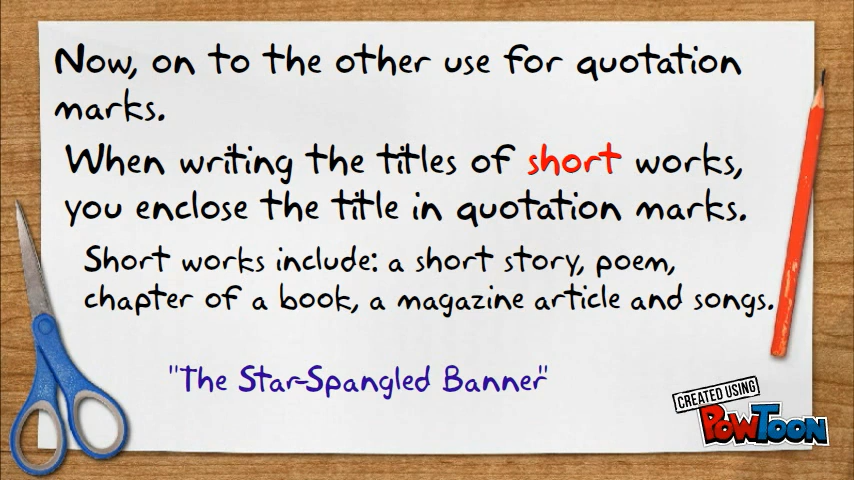 Now, on to the other use for quotation
marks.
When writing the titles of short works,
you enclose the title in quotation marks.
Short works include: a short story, poem,
chapter of a book, a magazine article and songs.
"The Star-Spangled Banner"
CREATED USING
POWTOON